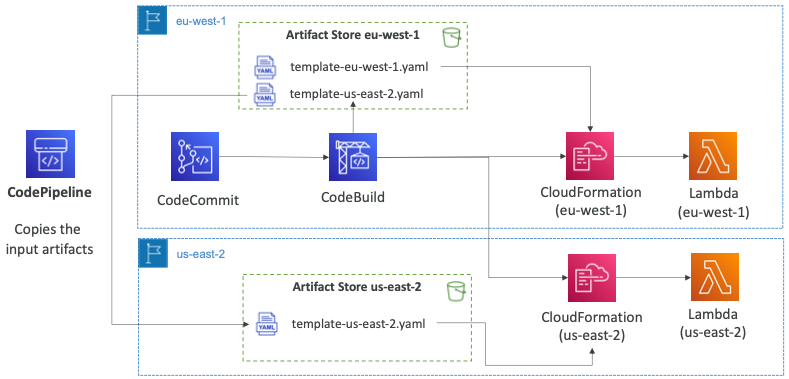 eu-west-1
Artifact Store eu-west-1
YAML
template-eu-west-1.yaml
YAML
template-us-east-2.yaml
CodePipeline
Copies the
input artifacts
CodeCommit
CodeBuild
CloudFormation
(eu-west-1)
Lambda
(eu-west-1)
us-east-2
Artifact Store us-east-2
YAML
template-us-east-2.yaml
CloudFormation
(us-east-2)
Lambda
(us-east-2)